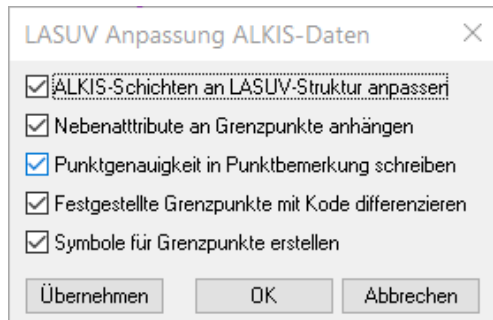 LASUV Anpassung ALKIS-Daten
ALKIS-Schichten an LASUV-Struktur anpassen
Nebenatttribute an Grenzpunkte anhängen
Punktgenauigkeit in Punktbemerkung schreiben
Festgestellte Grenzpunkte mit Kode differenzieren
Symbole für Grenzpunkte erstellen
Übernehmen OK Abbrechen